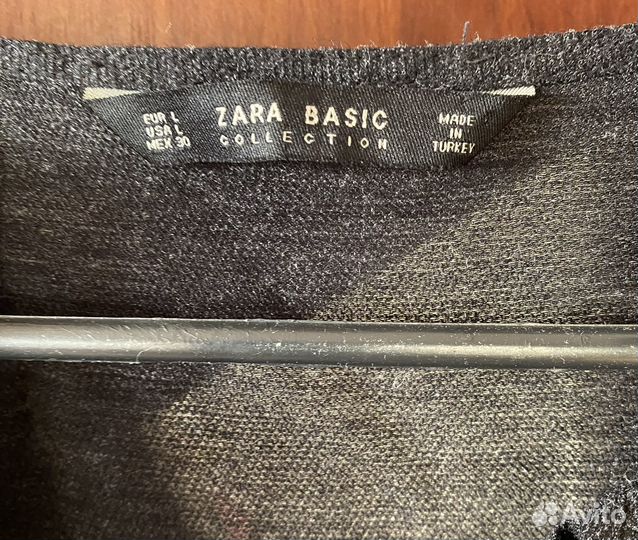 EUR L
USA L
MEX 30
ZARA BASIC
COLLECTION
MADE
IN
TURKEY
Avito